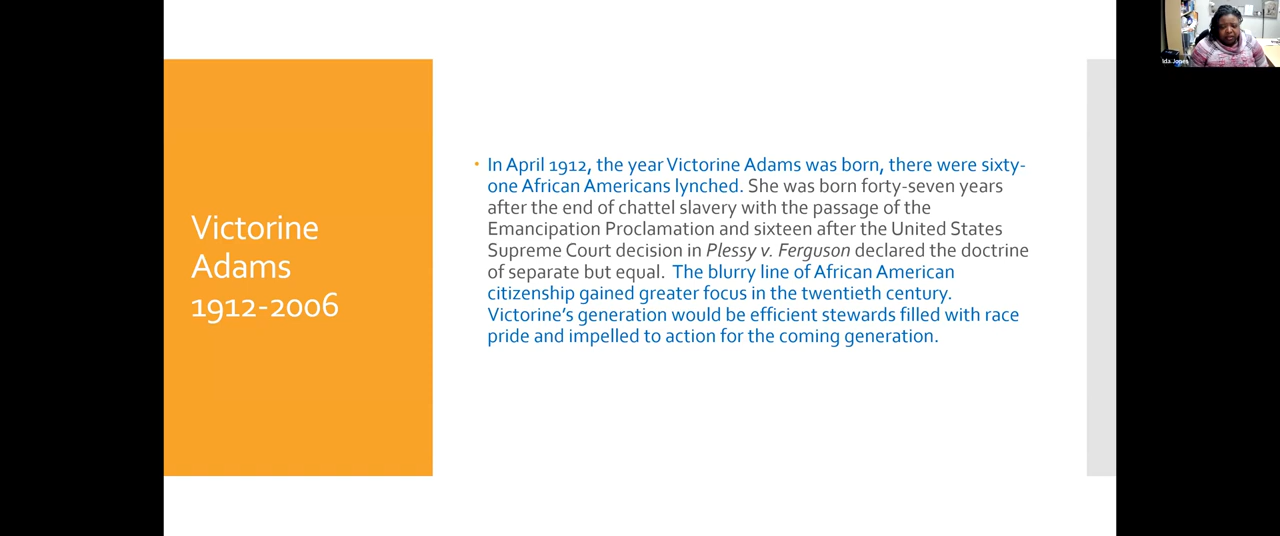 Victorine
Adams
1912-2006
• In April 1912, the year Victorine Adams was born, there were sixty-
one African Americans lynched. She was born forty-seven years
after the end of chattel slavery with the passage of the
Emancipation Proclamation and sixteen after the United States
Supreme Court decision in Plessy v. Ferguson declared the doctrine
of separate but equal. The blurry line of African American
citizenship gained greater focus in the twentieth century.
Victorine's generation would be efficient stewards filled with race
pride and impelled to action for the coming generation.
Ida Jones